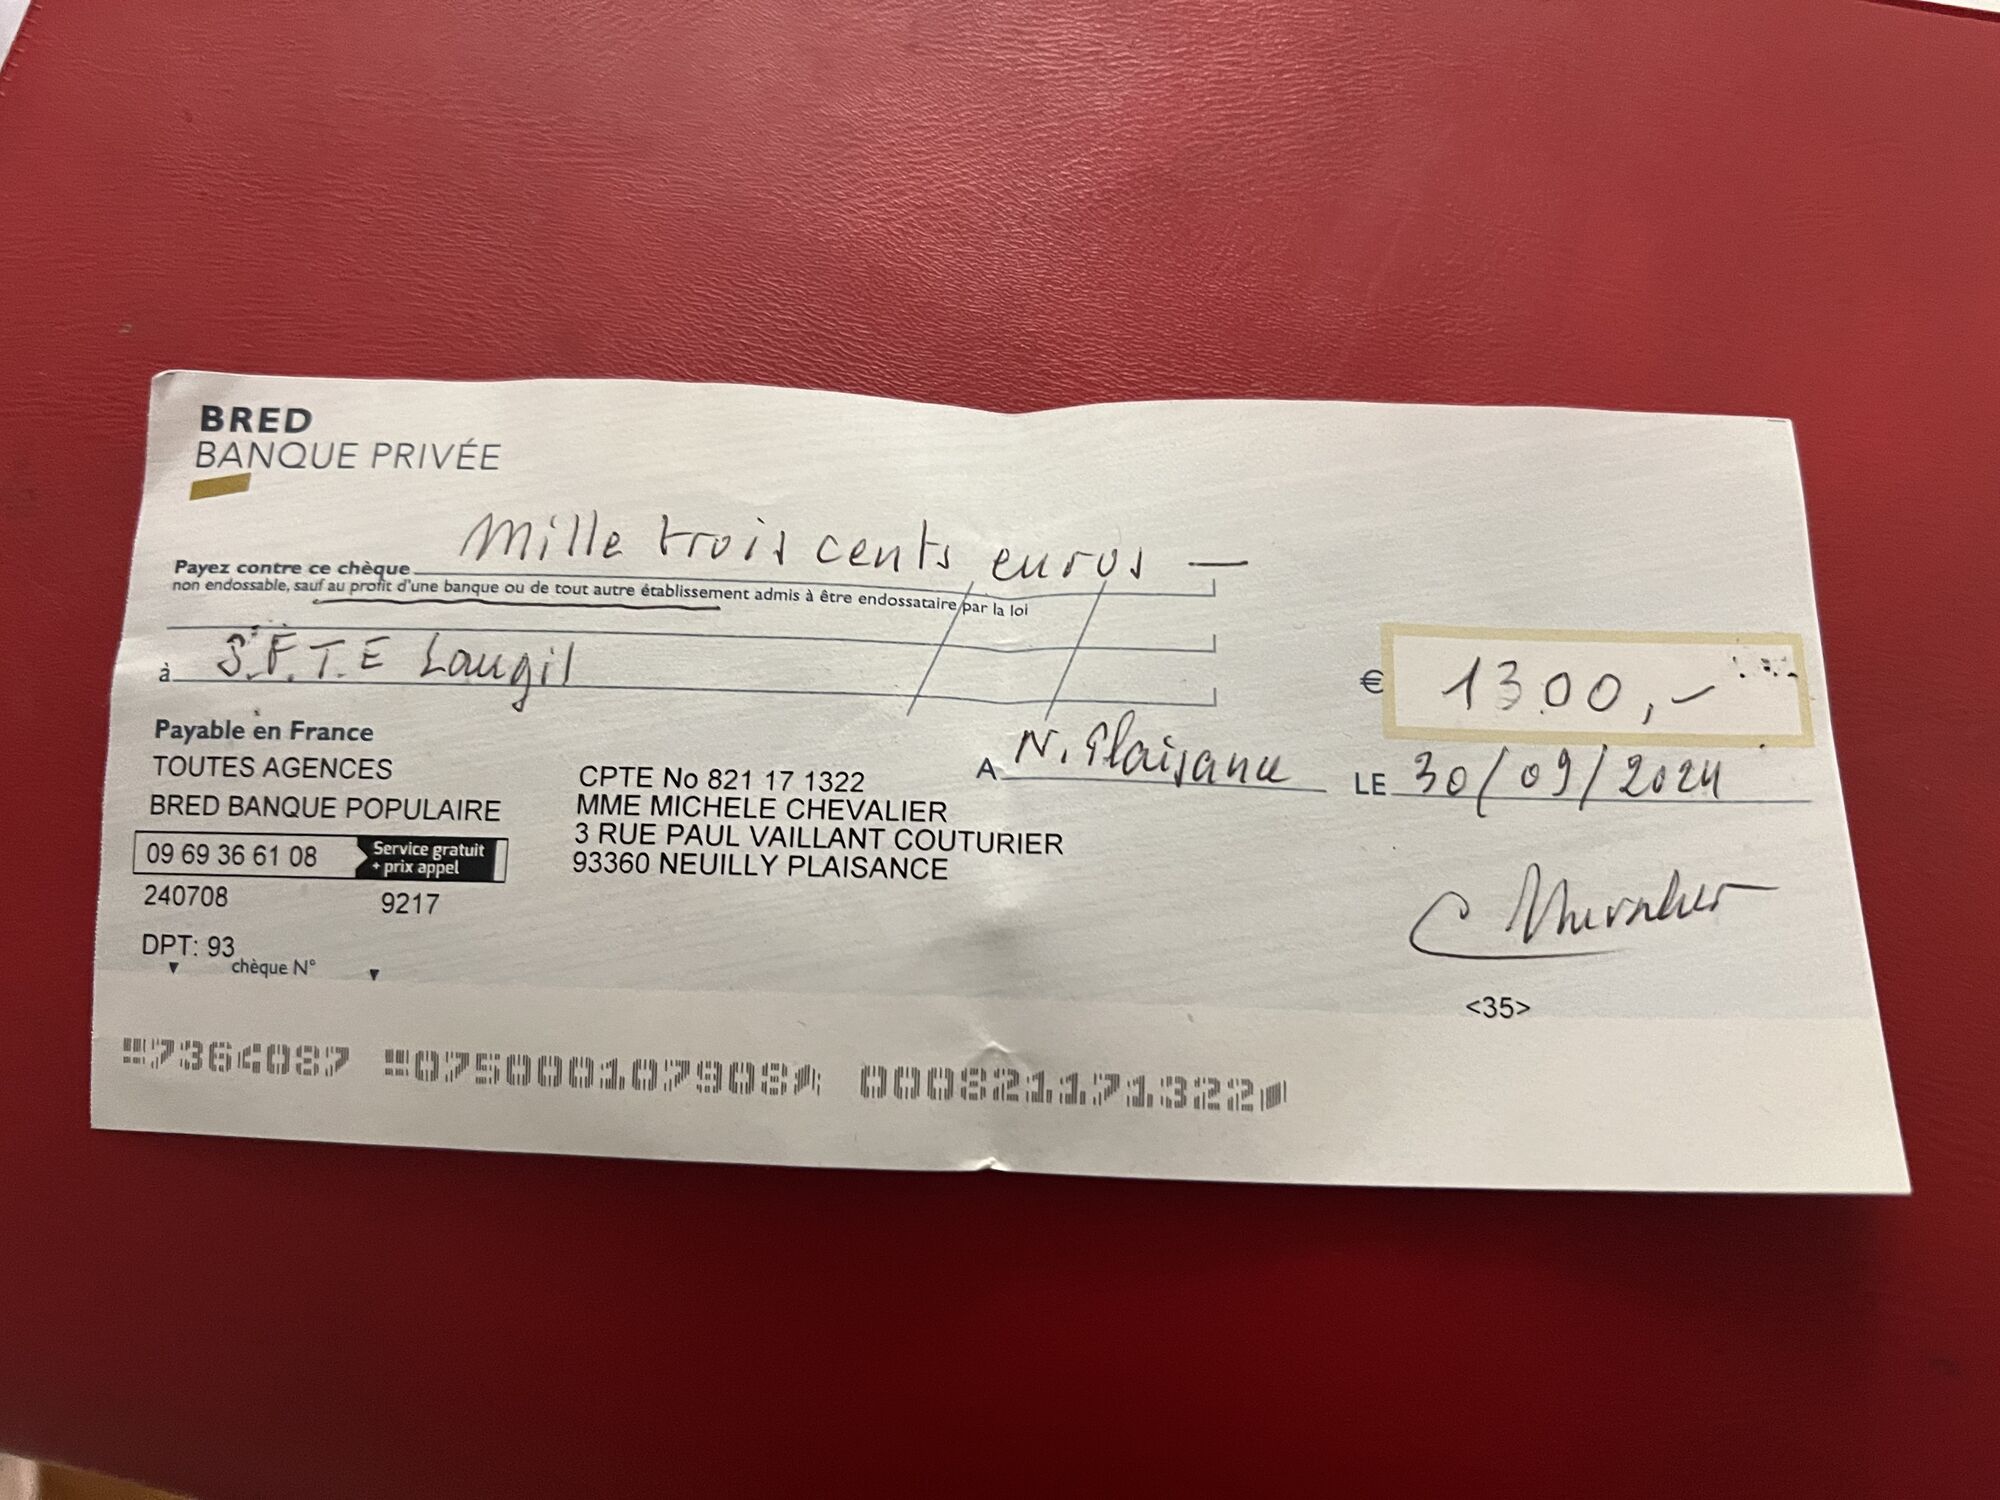 BRED
BANQUE PRIVÉE
Mille trois cents euros —
Payez contre ce chèque
non endossable, sauf au profit d'une banque ou de tout autre établissement admis à être endossataire par la loi
à S.F.T.E Laugil
€ 1300,-
Payable en France
TOUTES AGENCES
BRED BANQUE POPULAIRE
09 69 36 61 08 Service gratuit + prix appel
240708 9217
DPT: 93
chèque N°
CPTE No 821 17 1322
MME MICHELE CHEVALIER
3 RUE PAUL VAILLANT COUTURIER
93360 NEUILLY PLAISANCE
A N. Plaisance LE 30/09/2024
C Chevalier
<35>
7364087 075000107908 000821171322